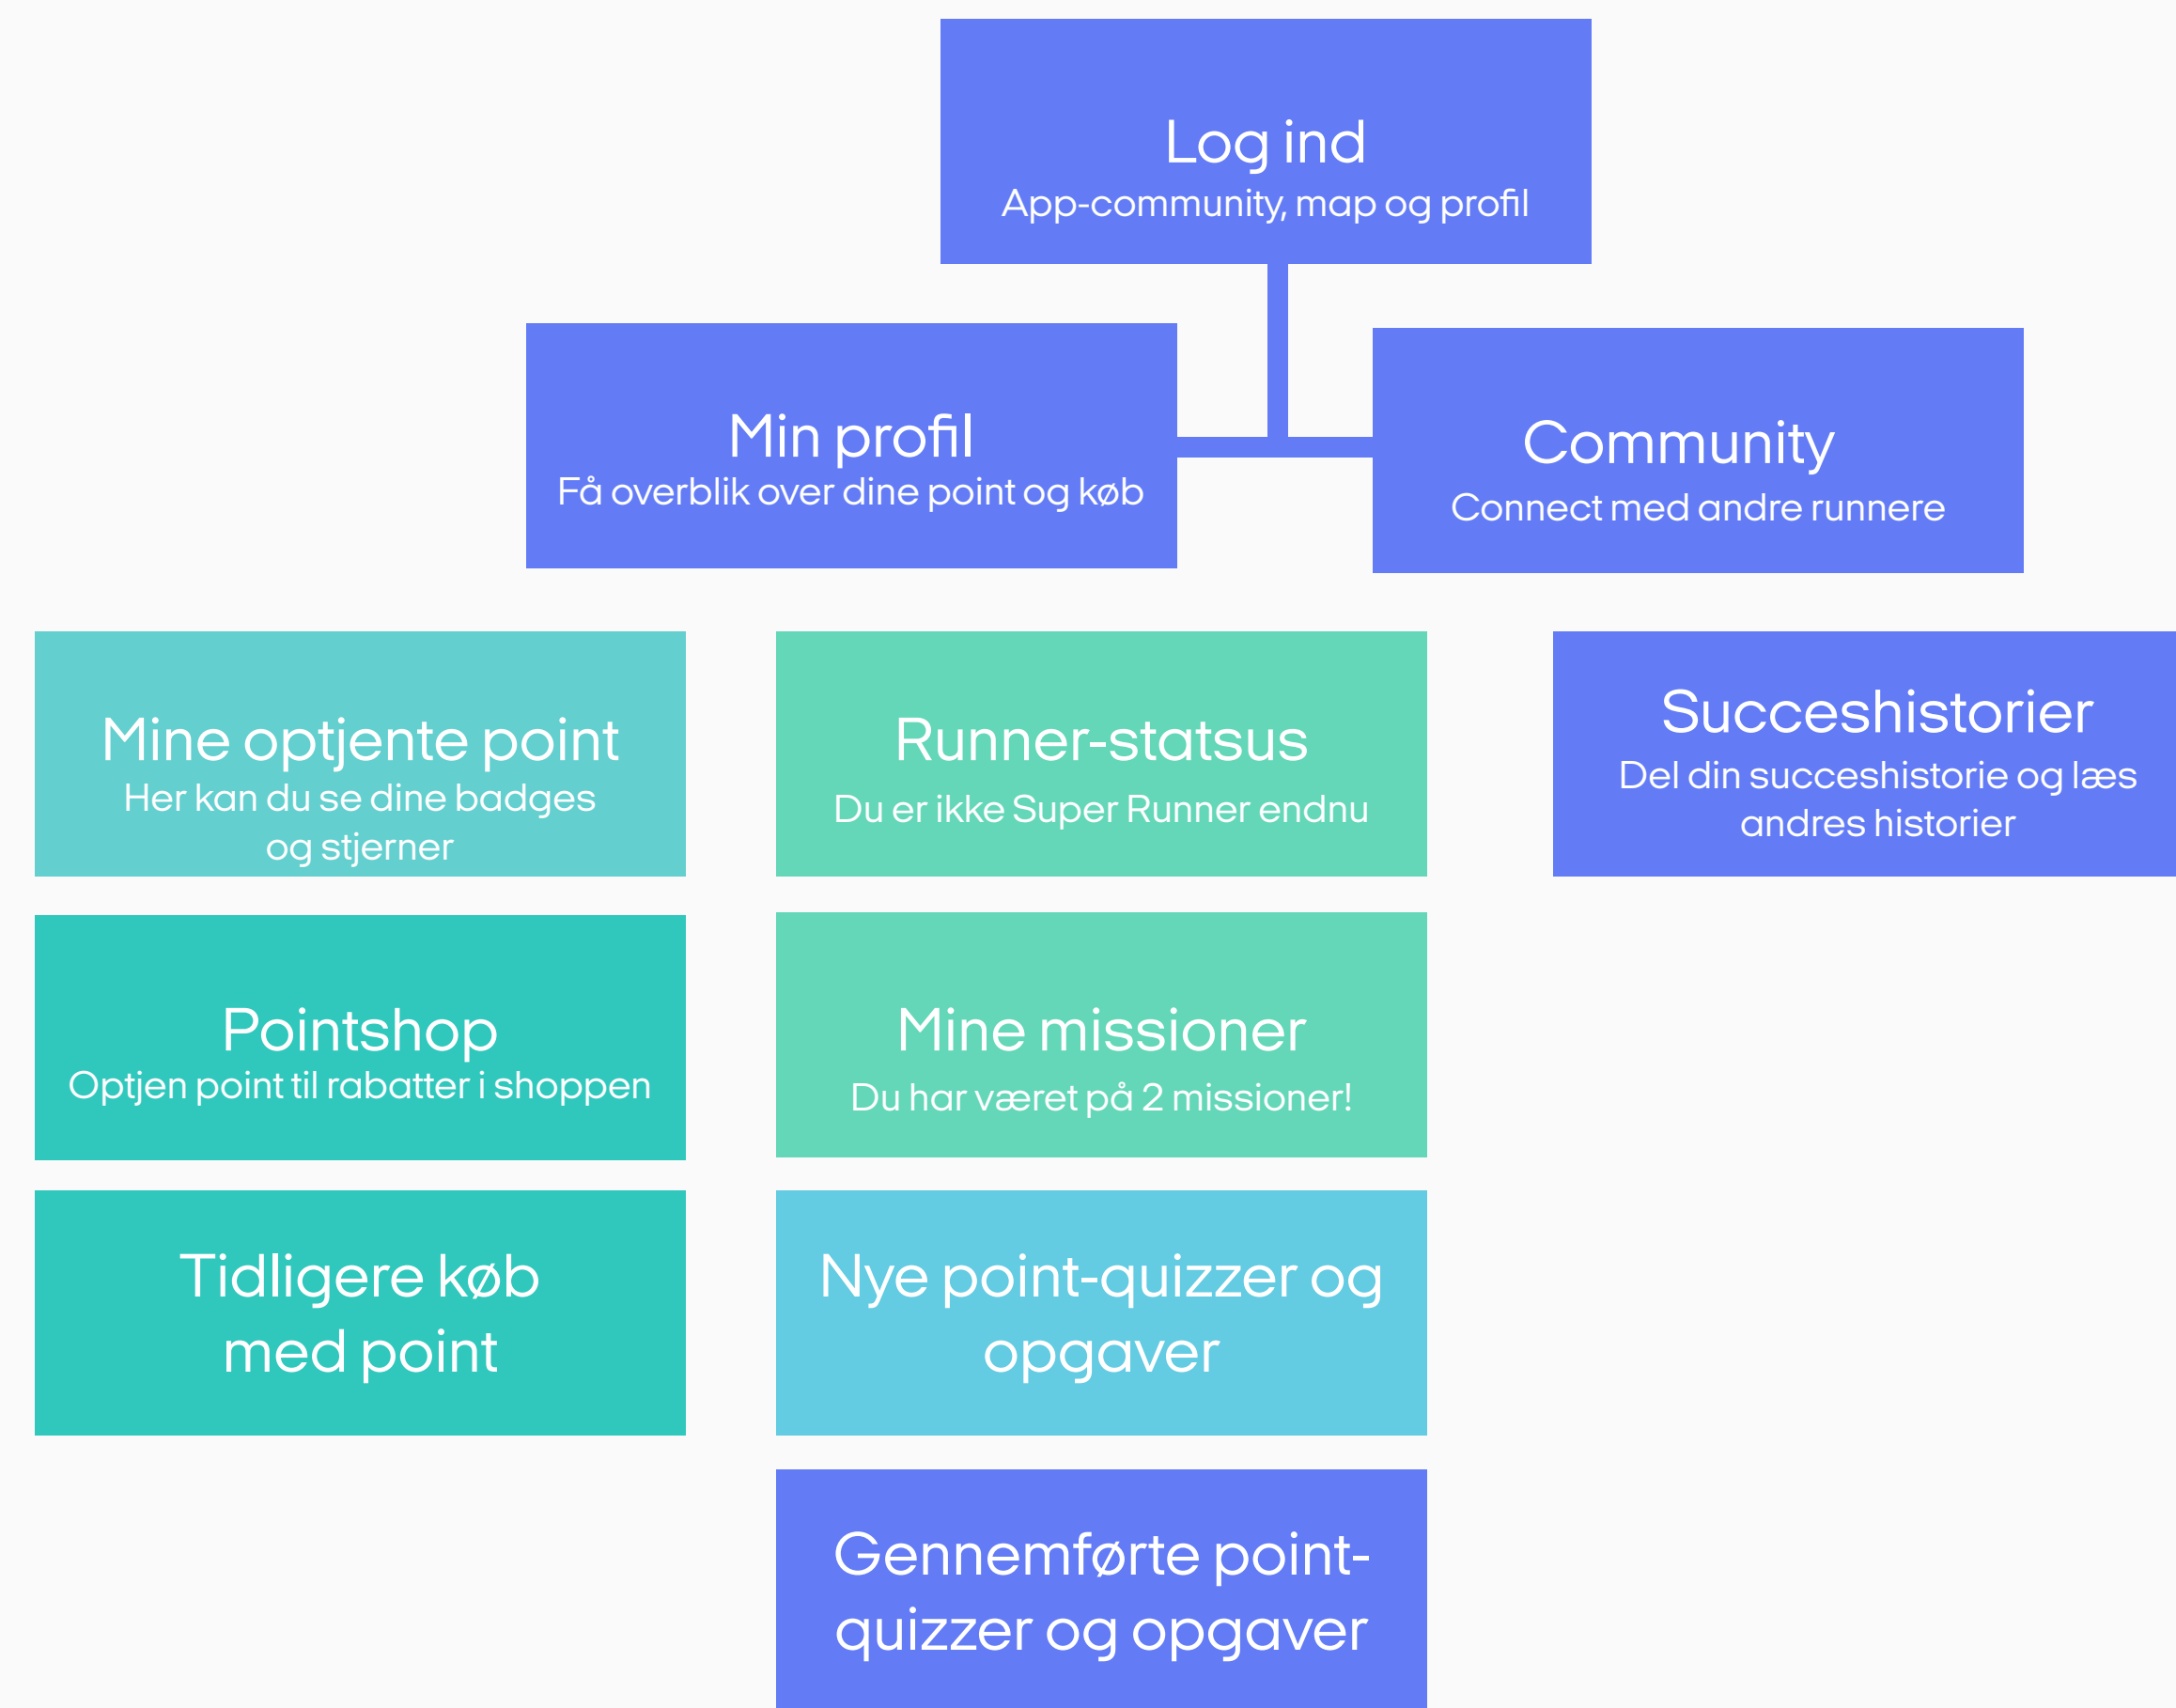 Log ind
App-community, map og profil
Min profil
Få overblik over dine point og køb
Community
Connect med andre runnere
Mine optjente point
Her kan du se dine badges
og stjerner
Runner-statsus
Du er ikke Super Runner endnu
Succeshistorier
Del din succeshistorie og læs
andres historier
Pointshop
Optjen point til rabatter i shoppen
Mine missioner
Du har været på 2 missioner!
Tidligere køb
med point
Nye point-quizzer og
opgaver
Gennemførte point-
quizzer og opgaver